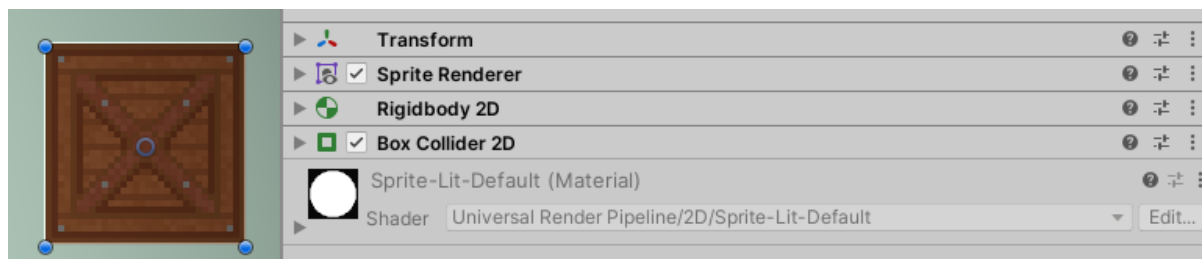 Transform
Sprite Renderer
Rigidbody 2D
Box Collider 2D
Sprite-Lit-Default (Material)
Shader Universal Render Pipeline/2D/Sprite-Lit-Default Edit...